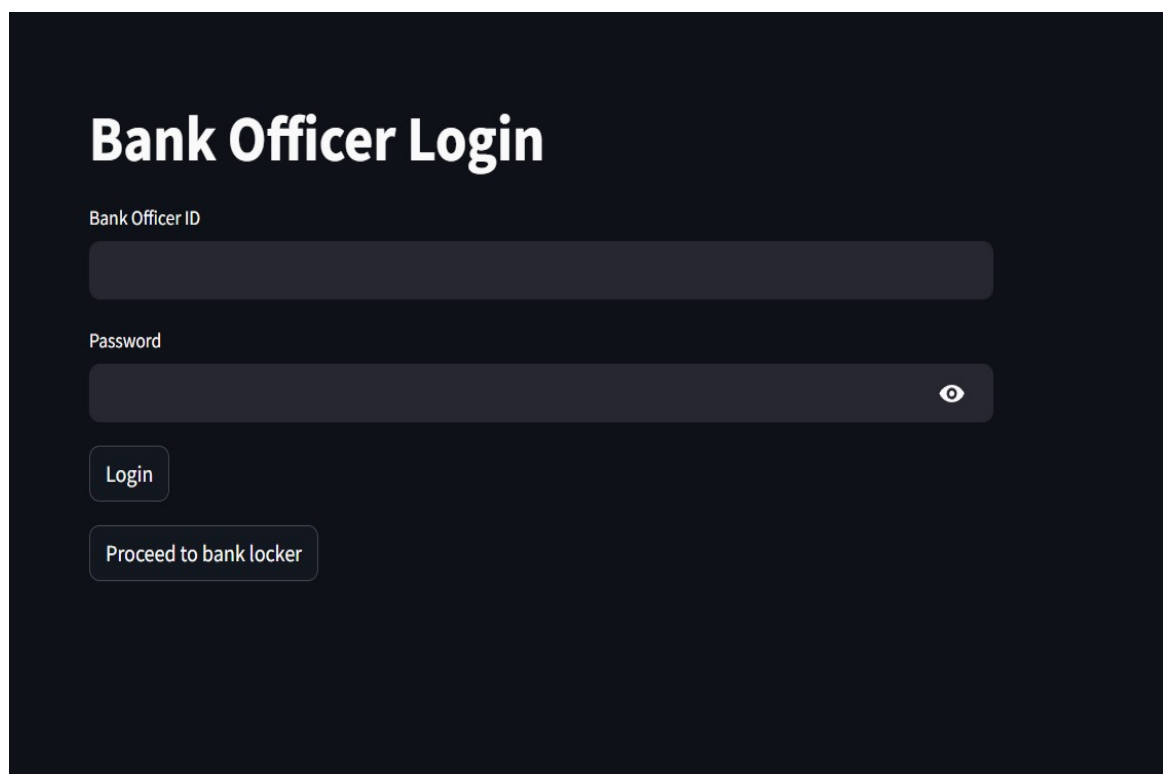 Bank Officer Login
Bank Officer ID
Password
Login
Proceed to bank locker